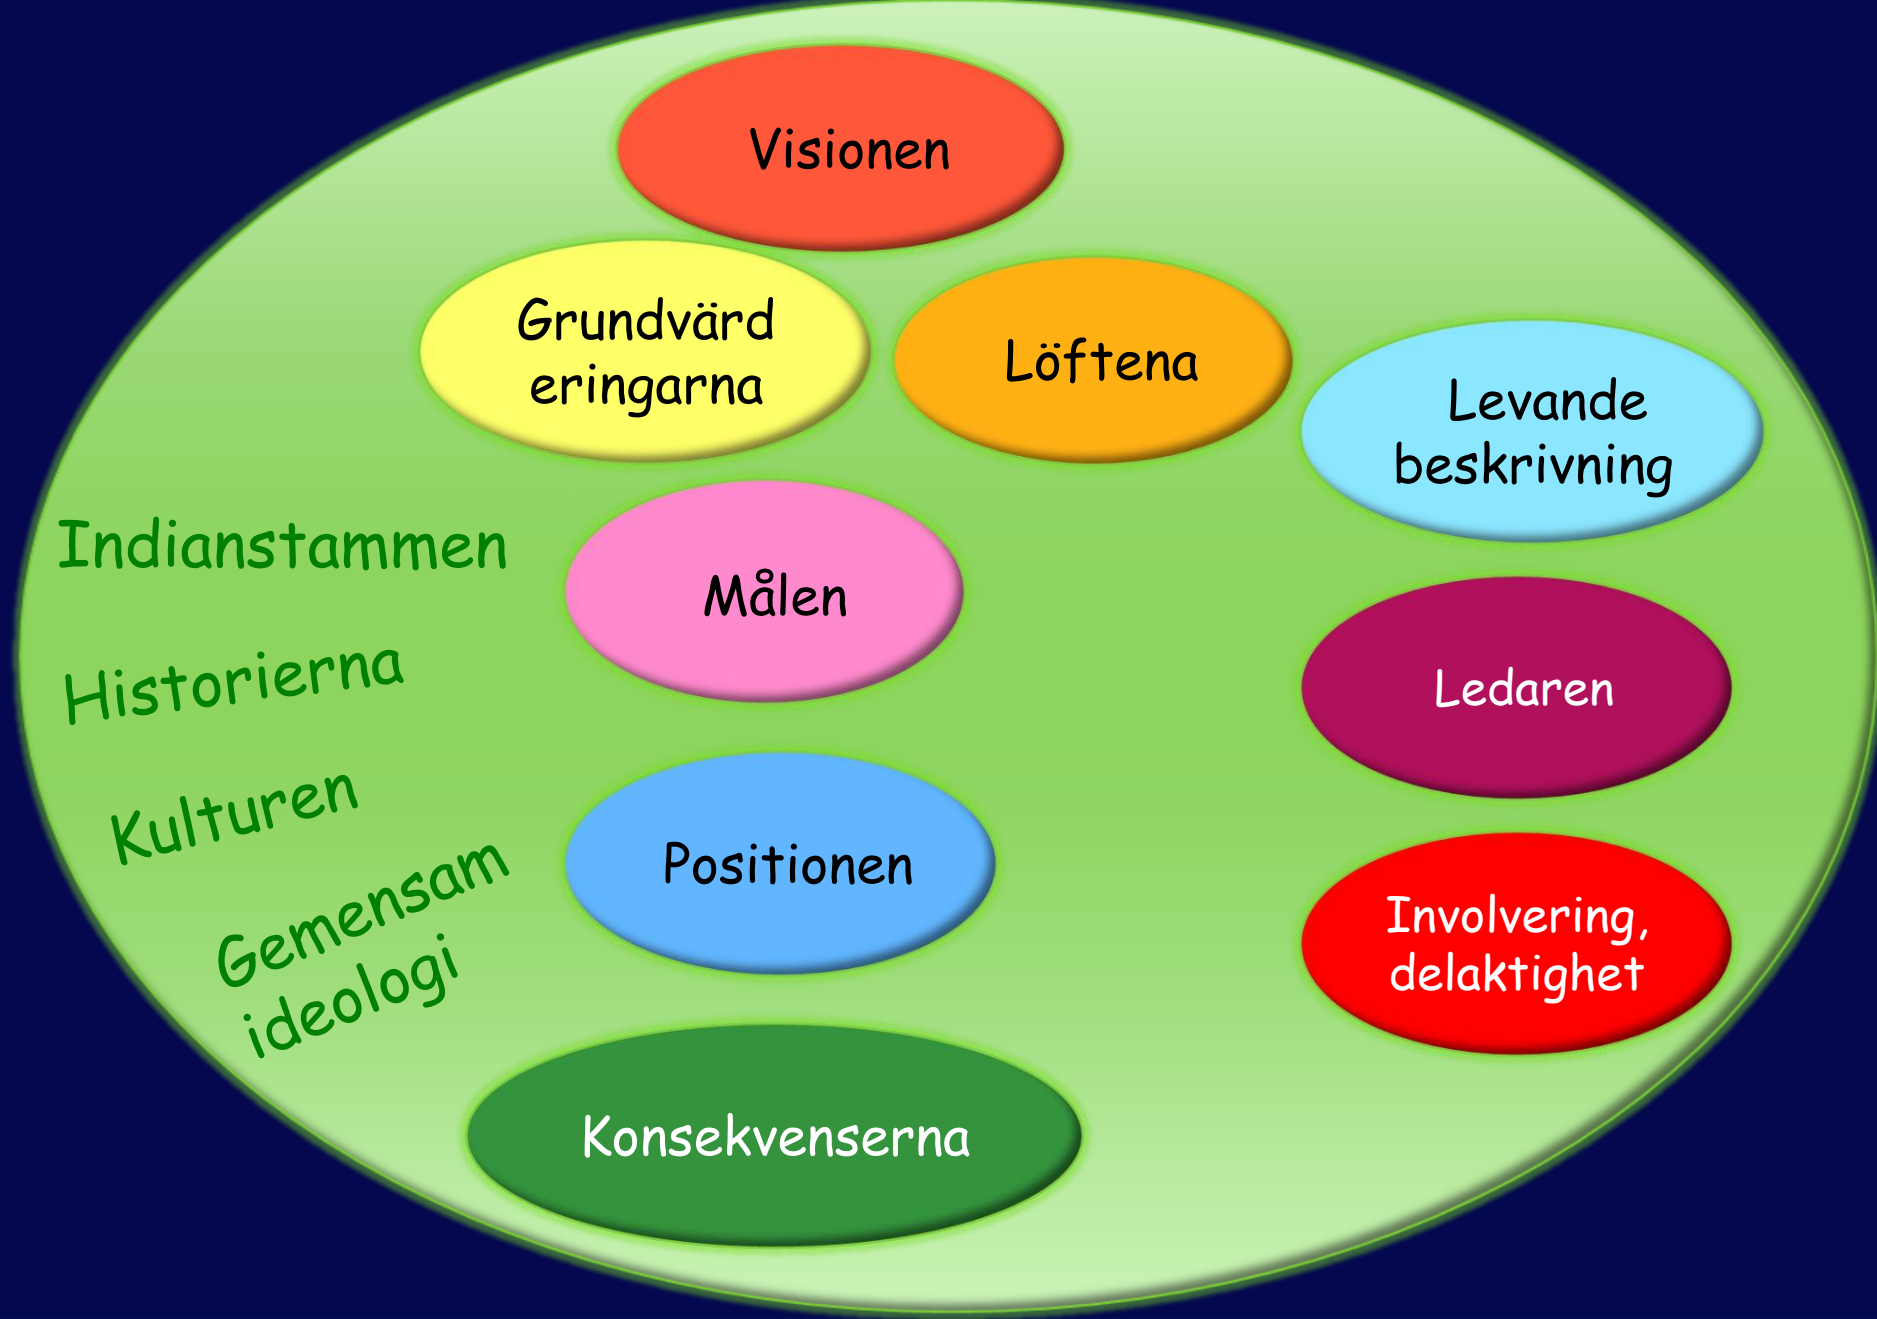 Visionen
Grundvärd
eringarna
Löftena
Levande
beskrivning
Indianstammen
Målen
Historierna
Ledaren
Kulturen
Positionen
Gemensam
ideologi
Involvering,
delaktighet
Konsekvenserna